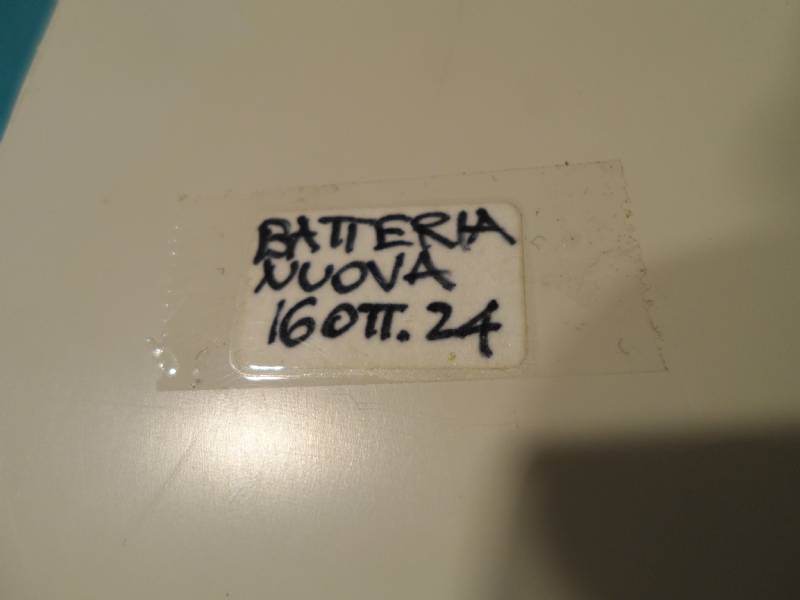 BATTERIA
NUOVA
16 OTT. 24